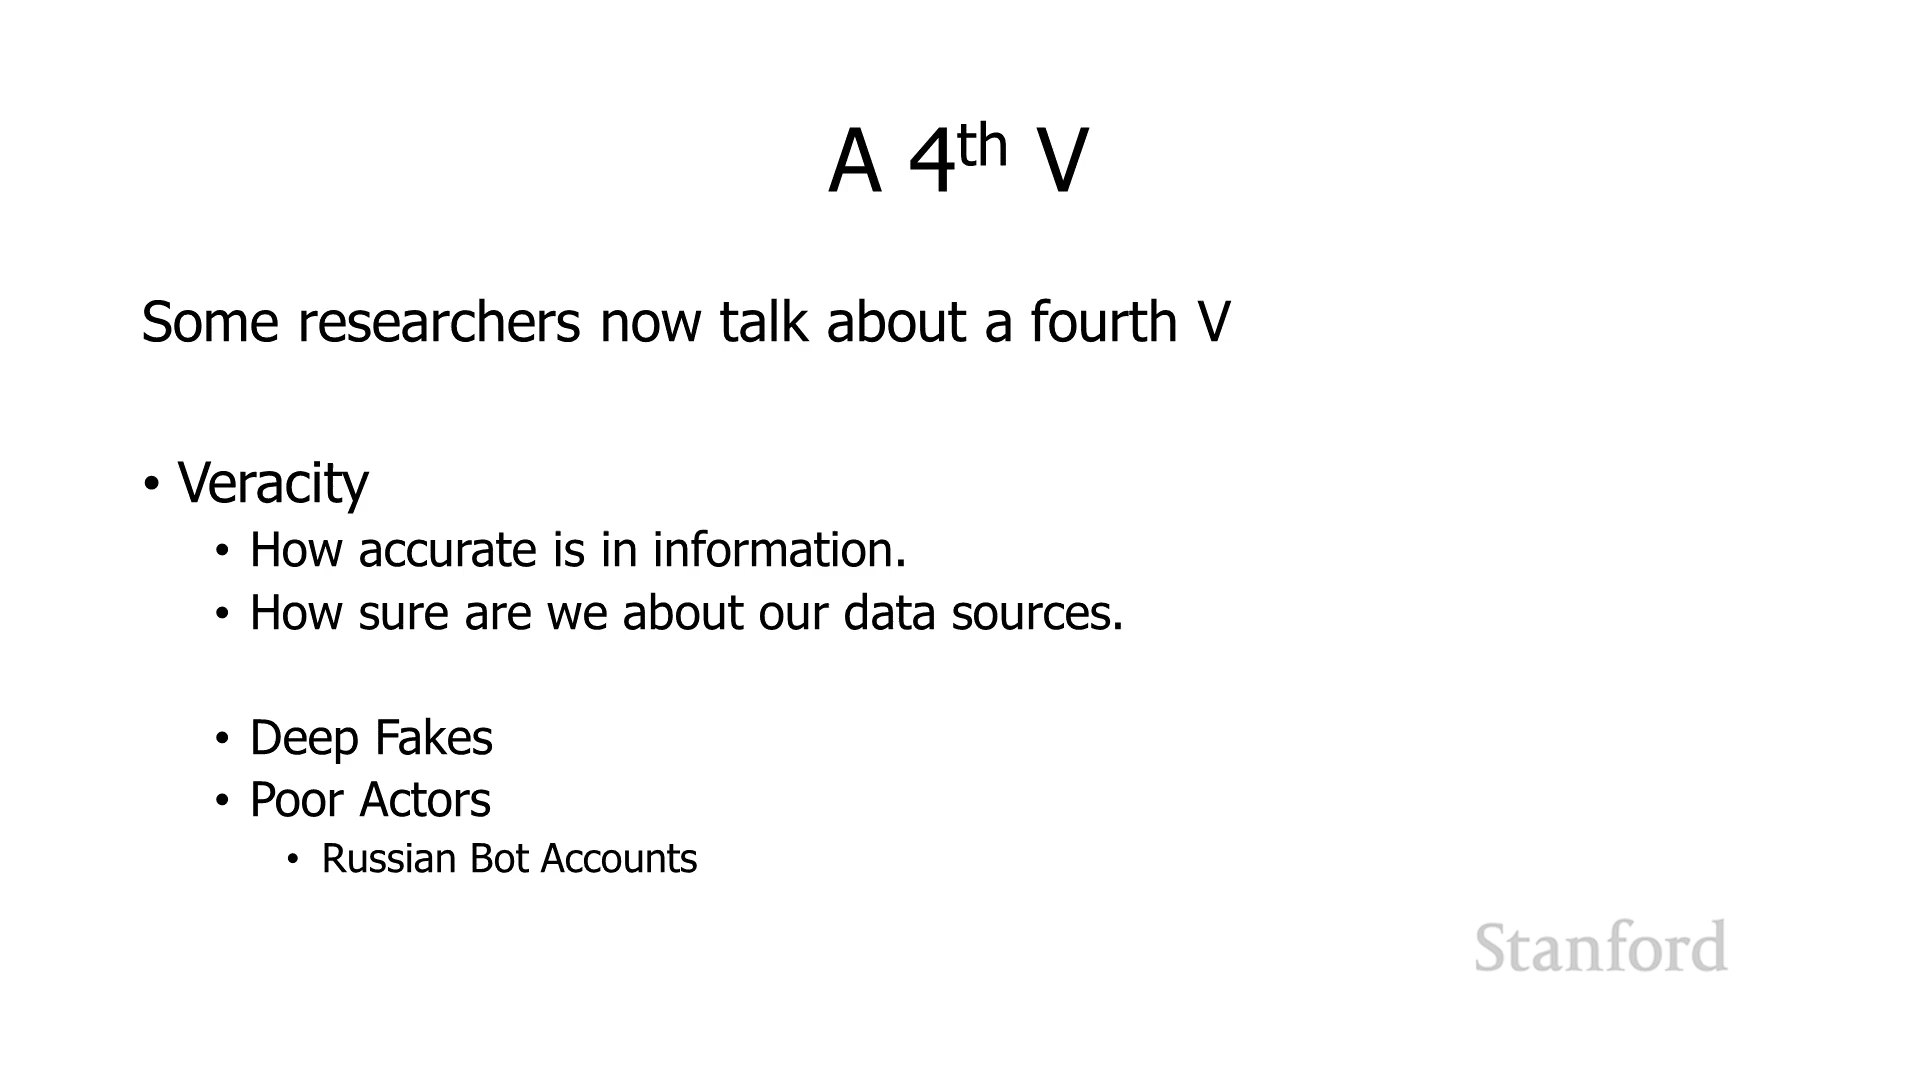 A 4th V
Some researchers now talk about a fourth V
• Veracity
• How accurate is in information.
• How sure are we about our data sources.
• Deep Fakes
• Poor Actors
• Russian Bot Accounts
Stanford